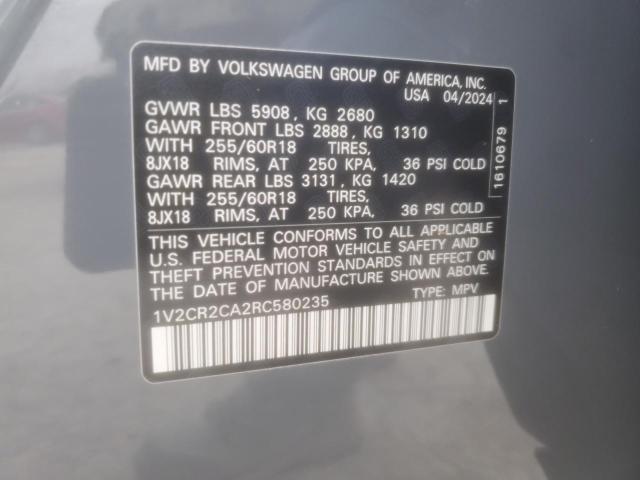 MFD BY VOLKSWAGEN GROUP OF AMERICA, INC.
USA 04/2024
GVWR LBS 5908, KG 2680
GAWR FRONT LBS 2888, KG 1310
WITH 255/60R18 TIRES,
8JX18 RIMS, AT 250 KPA, 36 PSI COLD
GAWR REAR LBS 3131, KG 1420
WITH 255/60R18 TIRES,
8JX18 RIMS, AT 250 KPA, 36 PSI COLD
THIS VEHICLE CONFORMS TO ALL APPLICABLE
U.S. FEDERAL MOTOR VEHICLE SAFETY AND
THEFT PREVENTION STANDARDS IN EFFECT ON
THE DATE OF MANUFACTURE SHOWN ABOVE.
1V2CR2CA2RC580235 TYPE: MPV
1610679 1